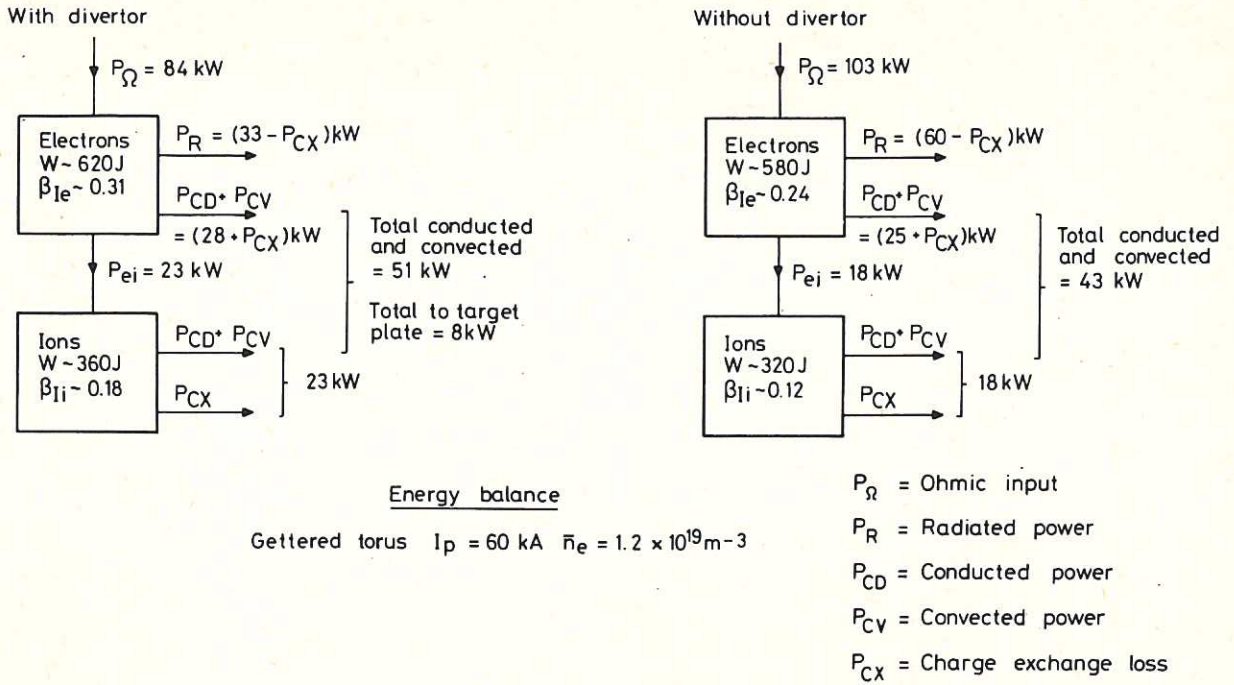 With divertor
P_Ω = 84 kW
Electrons
W~620J
β_Ie~ 0.31
P_R = (33 - P_CX)kW
P_CD+ P_CV
= (28 + P_CX)kW
P_ei = 23 kW
Total conducted
and convected
= 51 kW
Total to target
plate = 8kW
Ions
W~360J
β_Ii~ 0.18
P_CD+ P_CV
P_CX
23 kW
Without divertor
P_Ω = 103 kW
Electrons
W~580J
β_Ie~0.24
P_R = (60 - P_CX)kW
P_CD+ P_CV
= (25 + P_CX)kW
P_ei = 18 kW
Total conducted
and convected
= 43 kW
Ions
W~320J
β_Ii~0.12
P_CD+ P_CV
P_CX
18 kW
Energy balance
Gettered torus I_p = 60 kA n̄_e = 1.2 x 10^19 m-3
P_Ω = Ohmic input
P_R = Radiated power
P_CD = Conducted power
P_CV = Convected power
P_CX = Charge exchange loss